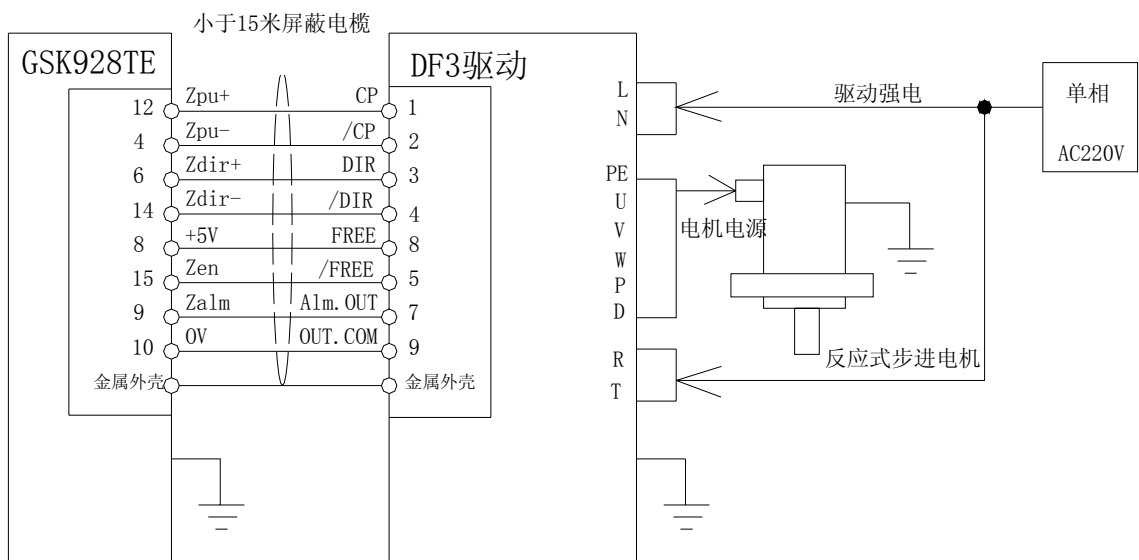 小于15米屏蔽电榄
GSK928TE
DF3驱动
12 Zpu+ CP 1
4 Zpu- /CP 2
6 Zdir+ DIR 3
14 Zdir- /DIR 4
8 +5V FREE 8
15 Zen /FREE 5
9 Zalm Alm.OUT 7
10 0V OUT.COM 9
金属外壳 金属外壳
L
N
PE
U
V
W
P
D
R
T
驱动强电
单相
AC220V
电机电源
反应式步进电机